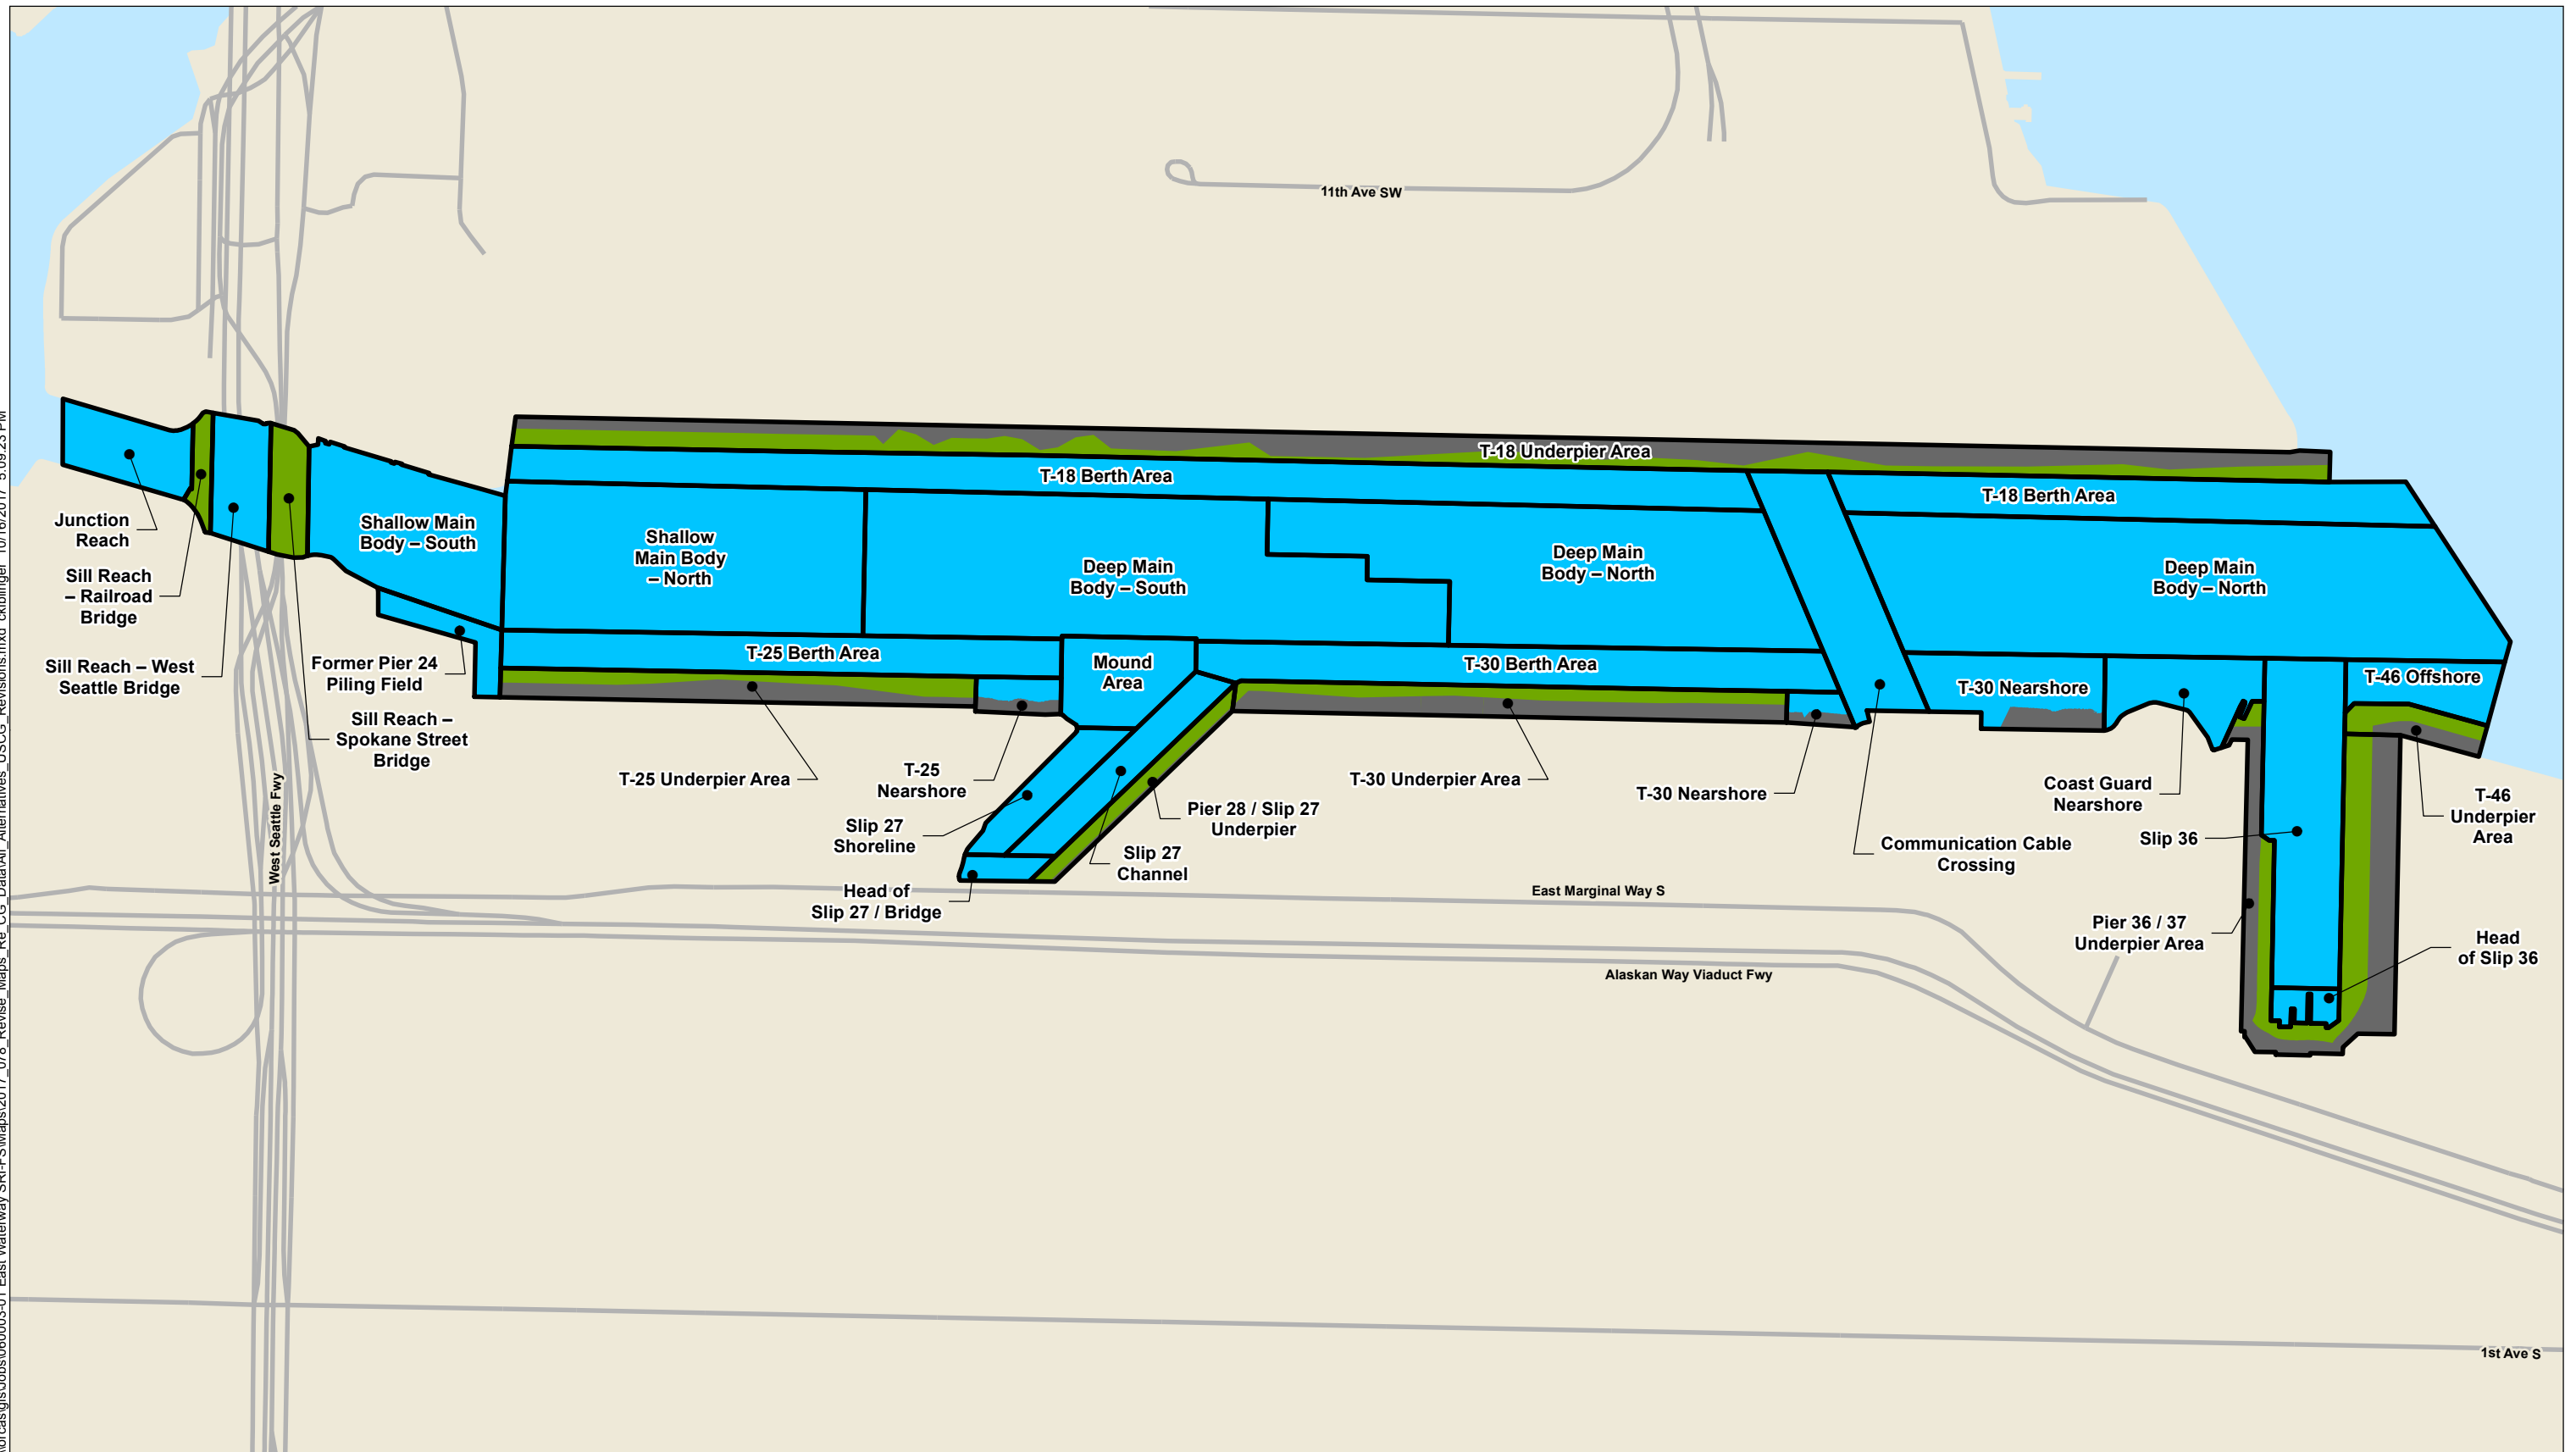 11th Ave SW
T-18 Underpier Area
T-18 Berth Area
T-18 Berth Area
Junction
Reach
Sill Reach
– Railroad
Bridge
Sill Reach – West
Seattle Bridge
Sill Reach –
Spokane Street
Bridge
Shallow Main
Body – South
Former Pier 24
Piling Field
Shallow
Main Body
– North
Deep Main
Body – South
Deep Main
Body – North
Deep Main
Body – North
T-25 Berth Area
Mound
Area
T-30 Berth Area
T-30 Nearshore
T-46 Offshore
T-25 Underpier Area
T-25
Nearshore
Slip 27
Shoreline
Head of
Slip 27 / Bridge
Slip 27
Channel
Pier 28 / Slip 27
Underpier
T-30 Underpier Area
T-30 Nearshore
Communication Cable
Crossing
Coast Guard
Nearshore
Slip 36
T-46
Underpier
Area
Pier 36 / 37
Underpier Area
Head
of Slip 36
West Seattle Fwy
East Marginal Way S
Alaskan Way Viaduct Fwy
1st Ave S